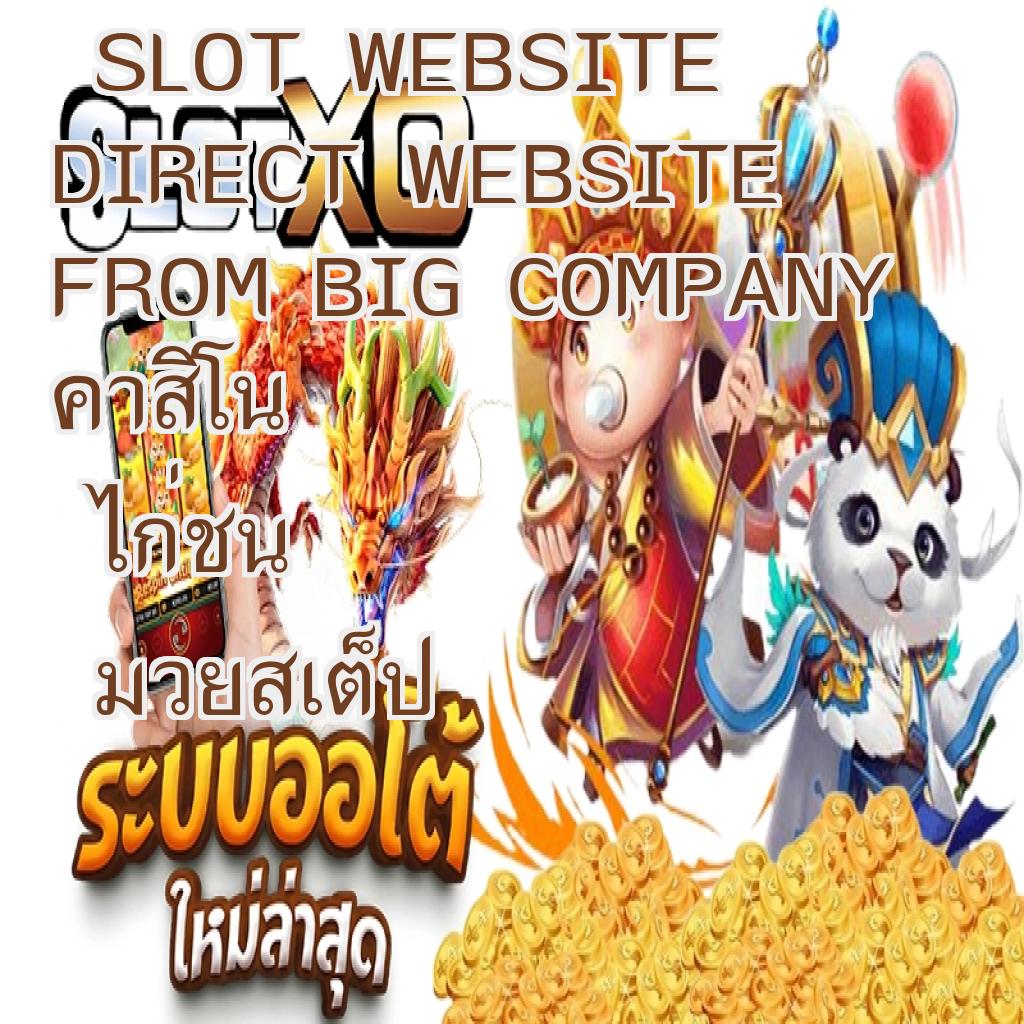 SLOT WEBSITE
SLOTXO
DIRECT WEBSITE
FROM BIG COMPANY
คาสิโน
ไก่ชน
มวยสเต็ป
ระบบออโต้
ใหม่ล่าสุด